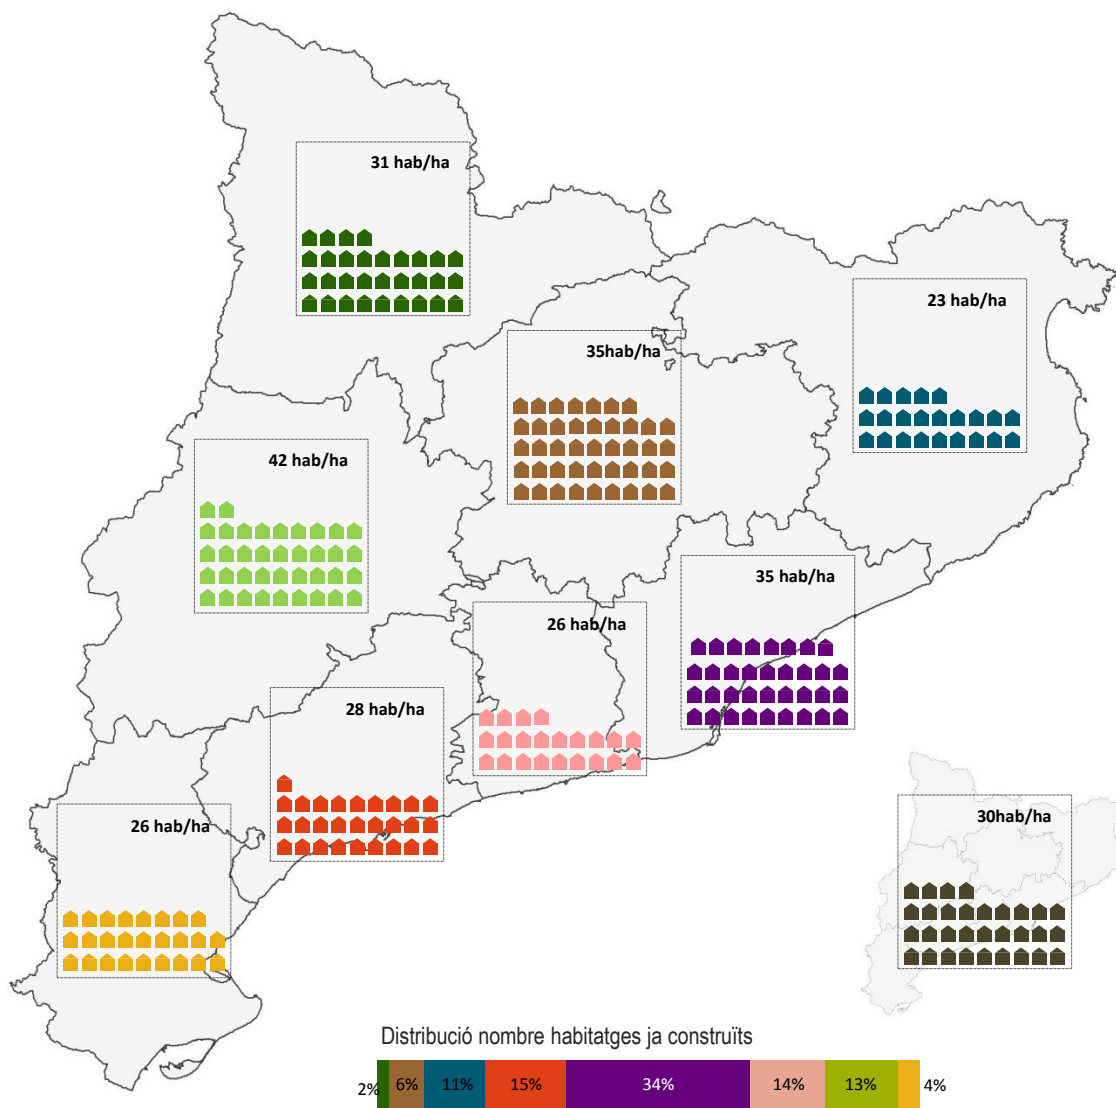 31 hab/ha
23 hab/ha
35hab/ha
42 hab/ha
35 hab/ha
26 hab/ha
28 hab/ha
26 hab/ha
30hab/ha
Distribució nombre habitatges ja construïts
2% 6% 11% 15% 34% 14% 13% 4%